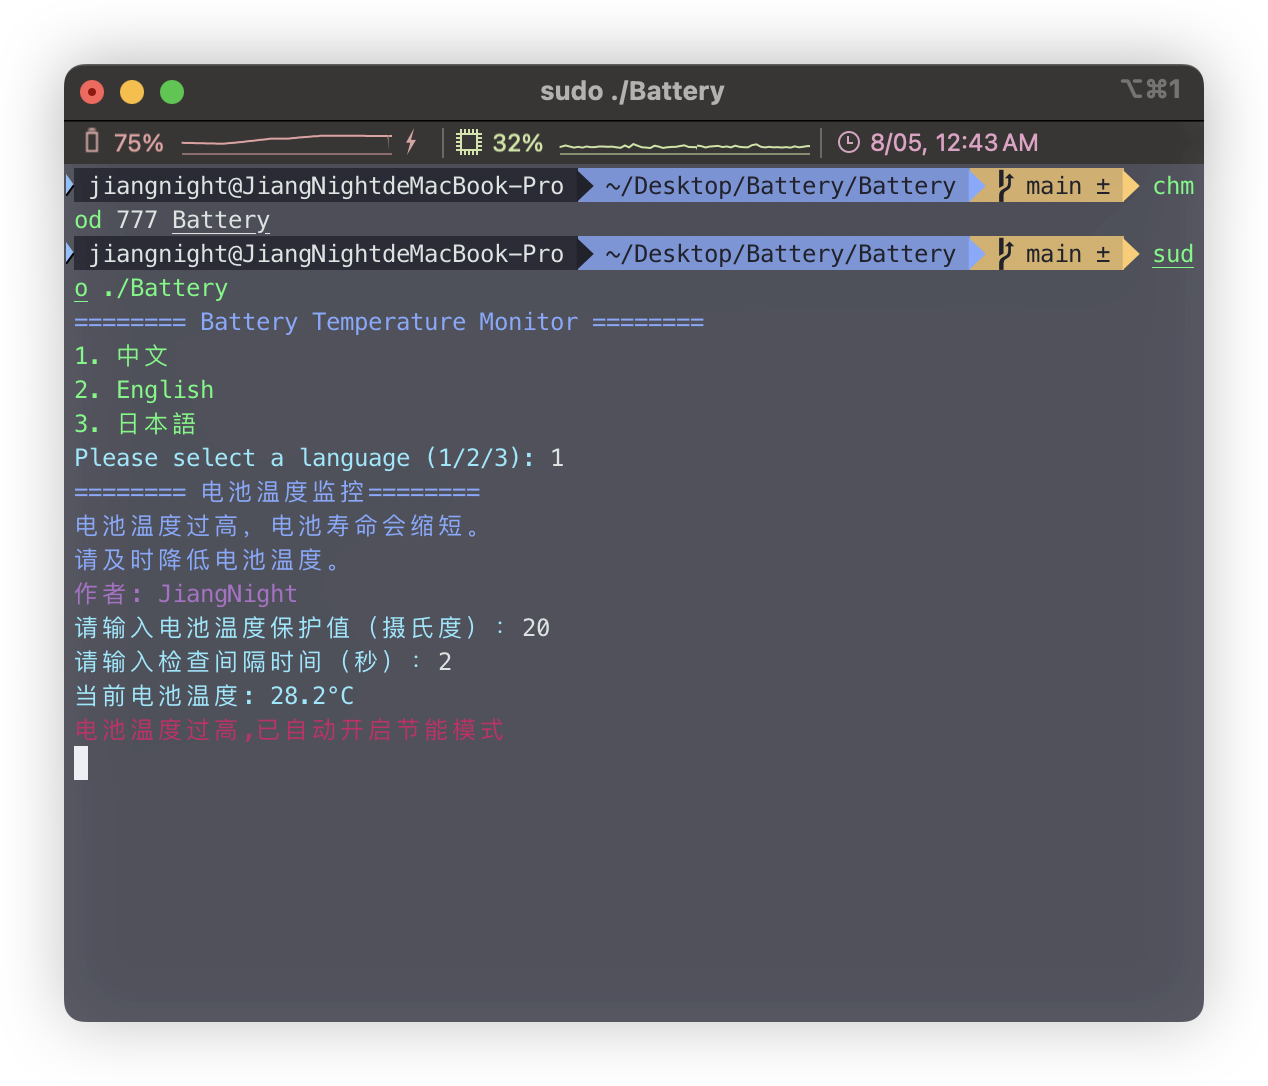 sudo ./Battery
⌥⌘1
75%
32%
8/05, 12:43 AM
jiangnight@JiangNightdeMacBook-Pro ~/Desktop/Battery/Battery main ± chm
od 777 Battery
jiangnight@JiangNightdeMacBook-Pro ~/Desktop/Battery/Battery main ± sud
o ./Battery
======== Battery Temperature Monitor ========
1. 中文
2. English
3. 日本語
Please select a language (1/2/3): 1
======== 电池温度监控========
电池温度过高，电池寿命会缩短。
请及时降低电池温度。
作者: JiangNight
请输入电池温度保护值（摄氏度）: 20
请输入检查间隔时间（秒）: 2
当前电池温度: 28.2°C
电池温度过高,已自动开启节能模式